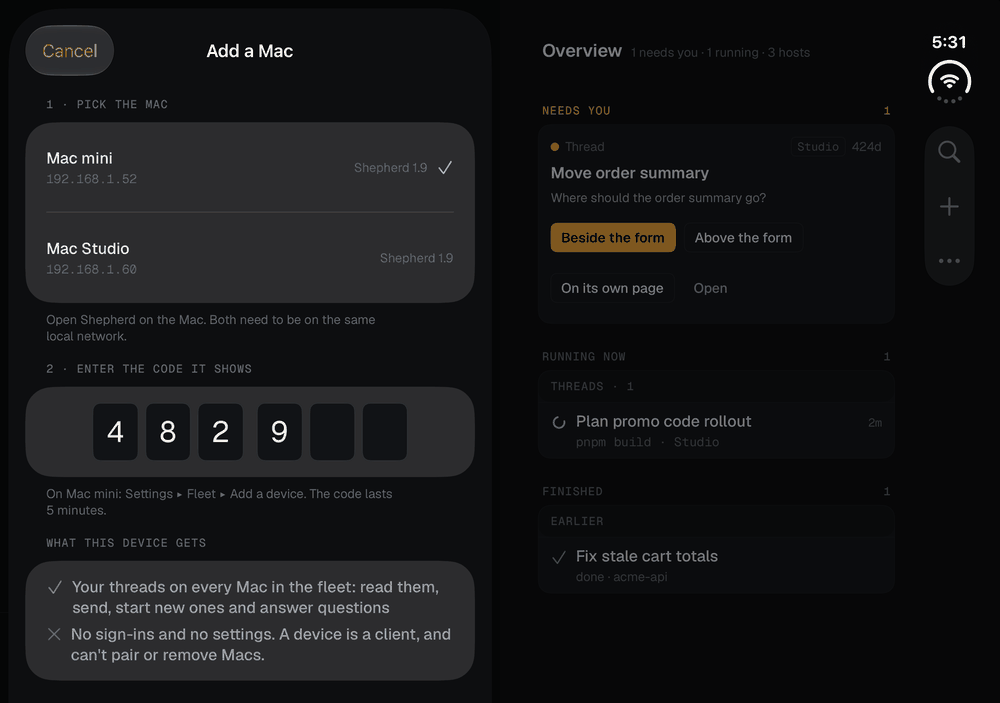 Cancel
Add a Mac
1 · PICK THE MAC
Mac mini
192.168.1.52
Shepherd 1.9
Mac Studio
192.168.1.60
Shepherd 1.9
Open Shepherd on the Mac. Both need to be on the same
local network.
2 · ENTER THE CODE IT SHOWS
4 8 2 9
On Mac mini: Settings ▸ Fleet ▸ Add a device. The code lasts
5 minutes.
WHAT THIS DEVICE GETS
Your threads on every Mac in the fleet: read them,
send, start new ones and answer questions
No sign-ins and no settings. A device is a client, and
can't pair or remove Macs.
Overview 1 needs you · 1 running · 3 hosts
NEEDS YOU 1
Thread Studio 424d
Move order summary
Where should the order summary go?
Beside the form Above the form
On its own page Open
RUNNING NOW 1
THREADS · 1
Plan promo code rollout 2m
pnpm build · Studio
FINISHED 1
EARLIER
Fix stale cart totals
done · acme-api
5:31